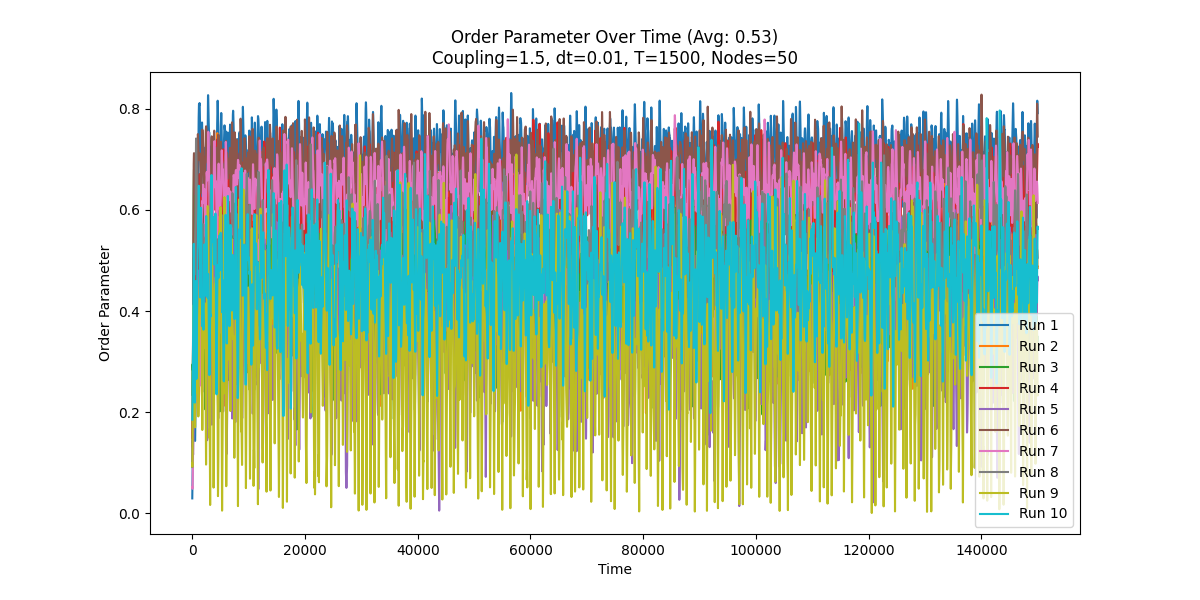 Order Parameter Over Time (Avg: 0.53)
Coupling=1.5, dt=0.01, T=1500, Nodes=50
Order Parameter
0.8
0.6
0.4
0.2
0.0
Run 1
Run 2
Run 3
Run 4
Run 5
Run 6
Run 7
Run 8
Run 9
Run 10
0 20000 40000 60000 80000 100000 120000 140000
Time